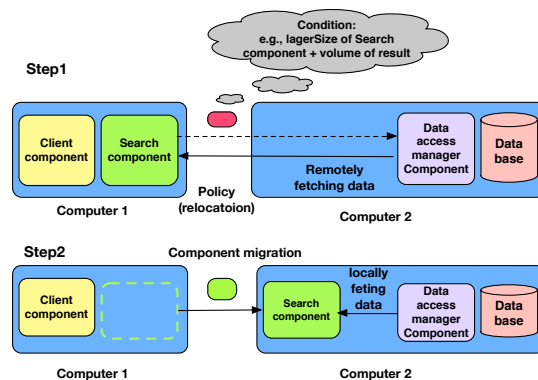 Condition:
e.g., lagerSize of Search
component + volume of result
Step1
Client
component
Search
component
Data
access
manager
Component
Data
base
Remotely
fetching data
Policy
(relocatoion)
Computer 1
Computer 2
Step2
Component migration
Client
component
Search
component
locally
feting
data
Data
access
manager
Component
Data
base
Computer 1
Computer 2